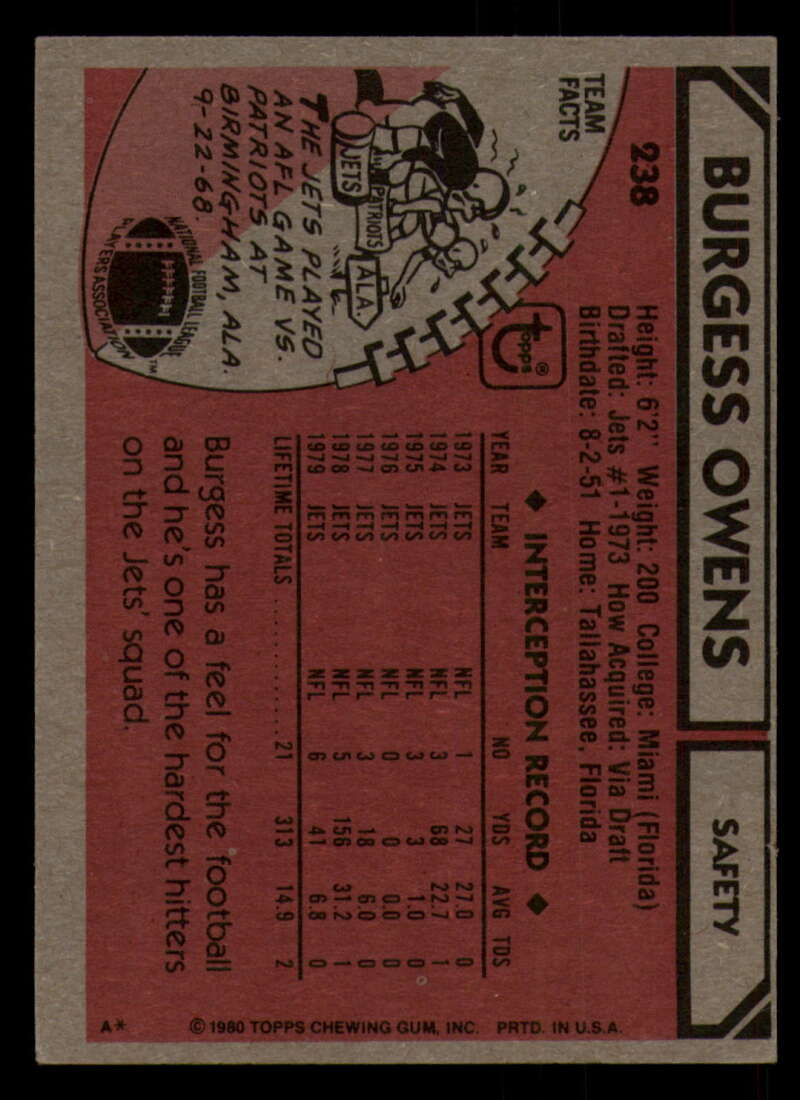 BURGESS OWENS
SAFETY
238
Height: 6'2" Weight: 200 College: Miami (Florida)
Drafted: Jets #1-1973 How Acquired: Via Draft
Birthdate: 8-2-51 Home: Tallahassee, Florida
TEAM
FACTS
JETS
PATRIOTS
ALA.
THE JETS PLAYED
AN AFL GAME VS.
PATRIOTS AT
BIRMINGHAM, ALA.
9-22-68
NATIONAL FOOTBALL LEAGUE
PLAYERS ASSOCIATION™
topps®
◆ INTERCEPTION RECORD ◆
YEAR TEAM NO YDS AVG TDS
1973 JETS NFL 1 27 27.0 0
1974 JETS NFL 3 68 22.7 1
1975 JETS NFL 3 3 1.0 0
1976 JETS NFL 0 0 0.0 0
1977 JETS NFL 3 18 6.0 0
1978 JETS NFL 5 156 31.2 1
1979 JETS NFL 6 41 6.8 0
LIFETIME TOTALS .......... 21 313 14.9 2
Burgess has a feel for the football
and he's one of the hardest hitters
on the Jets' squad.
A* © 1980 TOPPS CHEWING GUM, INC. PRTD. IN U.S.A.